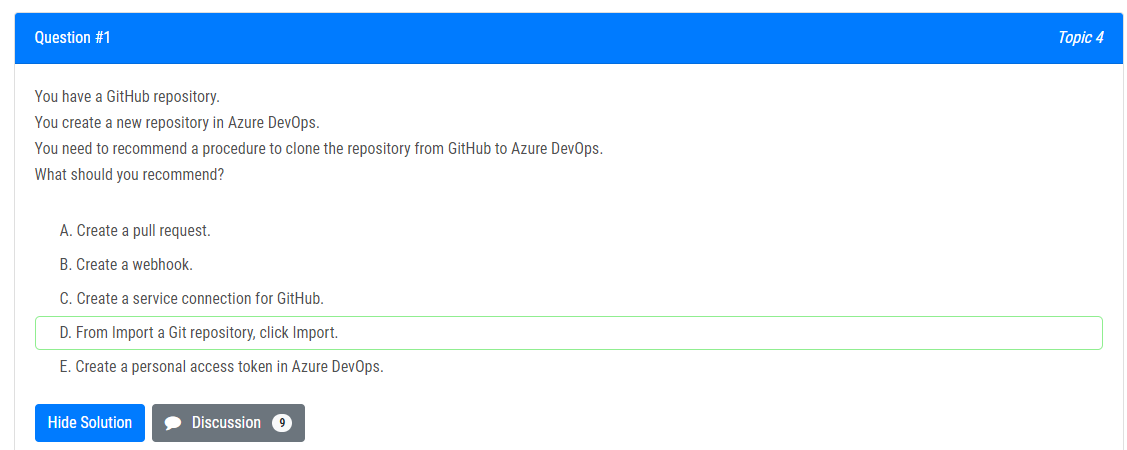 Question #1 Topic 4
You have a GitHub repository.
You create a new repository in Azure DevOps.
You need to recommend a procedure to clone the repository from GitHub to Azure DevOps.
What should you recommend?
A. Create a pull request.
B. Create a webhook.
C. Create a service connection for GitHub.
D. From Import a Git repository, click Import.
E. Create a personal access token in Azure DevOps.
Hide Solution Discussion 9